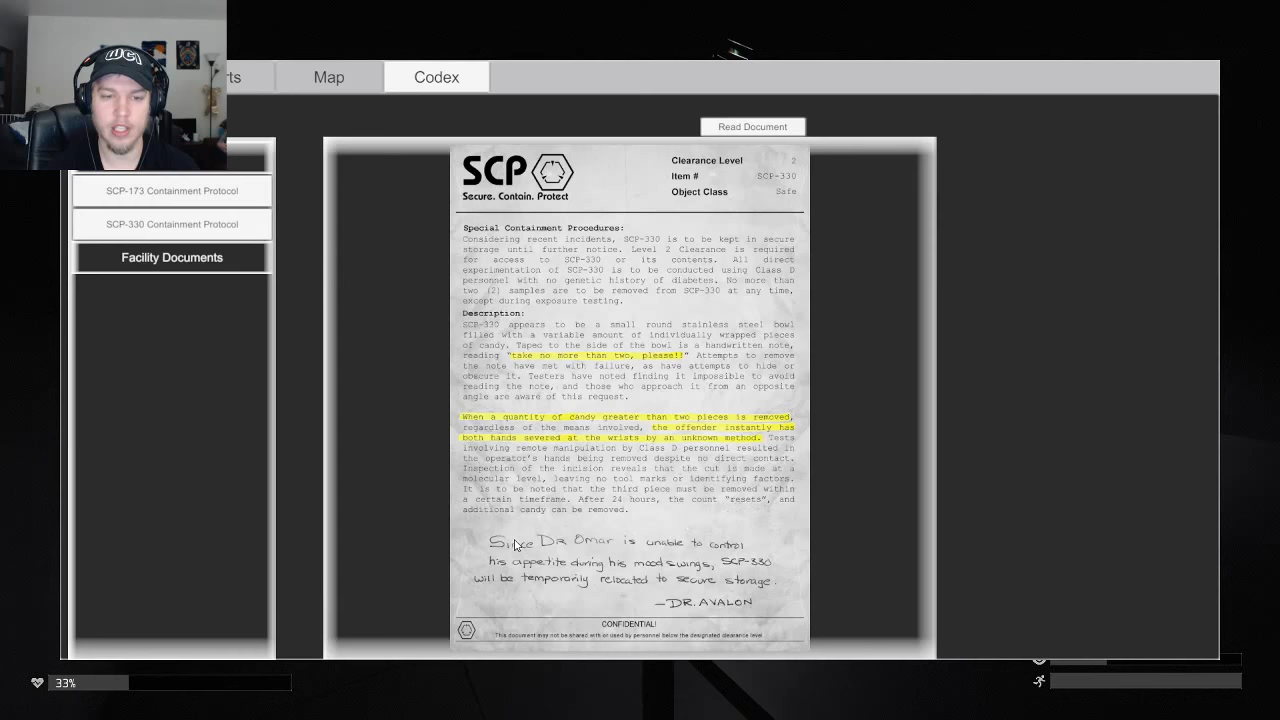 WCJ
rts
Map
Codex
Read Document
SCP-173 Containment Protocol
SCP-330 Containment Protocol
Facility Documents
SCP
Secure. Contain. Protect
Clearance Level 2
Item # SCP-330
Object Class Safe
Special Containment Procedures:
Considering recent incidents, SCP-330 is to be kept in secure
storage until further notice. Level 2 Clearance is required
for access to SCP-330 or its contents. All direct
experimentation of SCP-330 is to be conducted using Class D
personnel with no genetic history of diabetes. No more than
two (2) samples are to be removed from SCP-330 at any time,
except during exposure testing.
Description:
SCP-330 appears to be a small round stainless steel bowl
filled with a variable amount of individually wrapped pieces
of candy. Taped to the side of the bowl is a handwritten note,
reading "take no more than two, please!!" Attempts to remove
the note have met with failure, as have attempts to hide or
obscure it. Testers have noted finding it impossible to avoid
reading the note, and those who approach it from an opposite
angle are aware of this request.
When a quantity of candy greater than two pieces is removed,
regardless of the means involved, the offender instantly has
both hands severed at the wrists by an unknown method. Tests
involving remote manipulation by Class D personnel resulted in
the operator's hands being removed despite no direct contact.
Inspection of the incision reveals that the cut is made at a
molecular level, leaving no tool marks or identifying factors.
It is to be noted that the third piece must be removed within
a certain timeframe. After 24 hours, the count "resets", and
additional candy can be removed.
Since DR Omar is unable to control
his appetite during his mood swings, SCP-330
will be temporarily relocated to secure storage.
—DR. AVALON
CONFIDENTIAL!
This document may not be shared with or used by personnel below the designated clearance level
33%